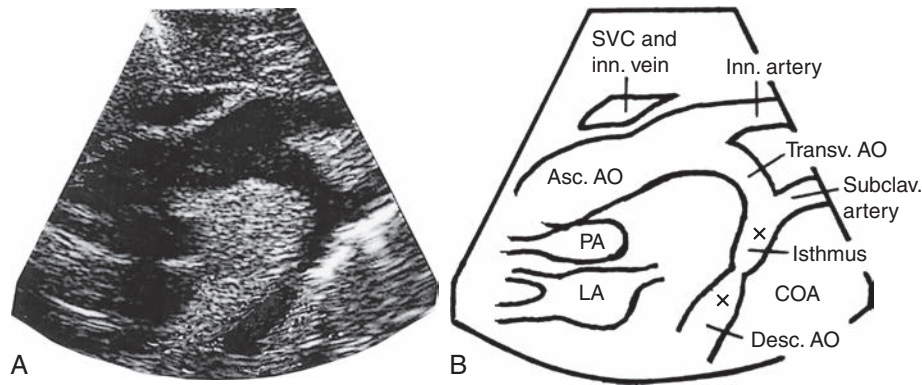 SVC and
inn. vein
Inn. artery
Transv. AO
Asc. AO
Subclav.
artery
×
PA
Isthmus
LA
×
COA
Desc. AO
A
B